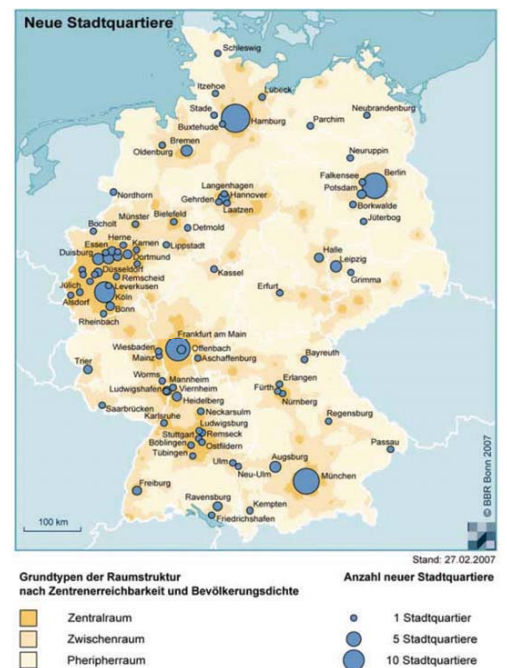 Neue Stadtquartiere
Schleswig
Itzehoe
Lübeck
Stade
Hamburg
Buxtehude
Neubrandenburg
Parchim
Bremen
Oldenburg
Neuruppin
Falkensee
Berlin
Potsdam
Langenhagen
Hannover
Gehrden
Laatzen
Borkwalde
Jüterbog
Nordhorn
Münster
Bielefeld
Bocholt
Detmold
Herne
Kamen
Lippstadt
Essen
Duisburg
Dortmund
Halle
Leipzig
Grimma
Düsseldorf
Remscheid
Kassel
Jülich
Leverkusen
Köln
Erfurt
Alsdorf
Bonn
Rheinbach
Frankfurt am Main
Wiesbaden
Offenbach
Mainz
Aschaffenburg
Bayreuth
Trier
Worms
Mannheim
Ludwigshafen
Viernheim
Erlangen
Fürth
Heidelberg
Nürnberg
Saarbrücken
Neckarsulm
Karlsruhe
Ludwigsburg
Regensburg
Stuttgart
Remseck
Böblingen
Ostfildern
Passau
Tübingen
Ulm
Augsburg
Neu-Ulm
München
Freiburg
Ravensburg
Kempten
Friedrichshafen
100 km
© BBR Bonn 2007
Stand: 27.02.2007
Grundtypen der Raumstruktur
nach Zentrenerreichbarkeit und Bevölkerungsdichte
Zentralraum
Zwischenraum
Pheripherraum
Anzahl neuer Stadtquartiere
1 Stadtquartier
5 Stadtquartiere
10 Stadtquartiere